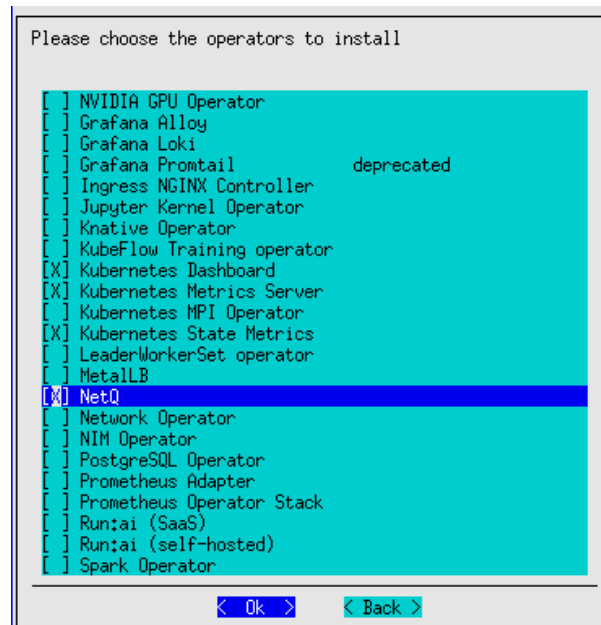 Please choose the operators to install
[ ] NVIDIA GPU Operator
[ ] Grafana Alloy
[ ] Grafana Loki
[ ] Grafana Promtail deprecated
[ ] Ingress NGINX Controller
[ ] Jupyter Kernel Operator
[ ] Knative Operator
[ ] KubeFlow Training operator
[X] Kubernetes Dashboard
[X] Kubernetes Metrics Server
[ ] Kubernetes MPI Operator
[X] Kubernetes State Metrics
[ ] LeaderWorkerSet operator
[ ] MetalLB
[X] NetQ
[ ] Network Operator
[ ] NIM Operator
[ ] PostgreSQL Operator
[ ] Prometheus Adapter
[ ] Prometheus Operator Stack
[ ] Run:ai (SaaS)
[ ] Run:ai (self-hosted)
[ ] Spark Operator
< Ok > < Back >